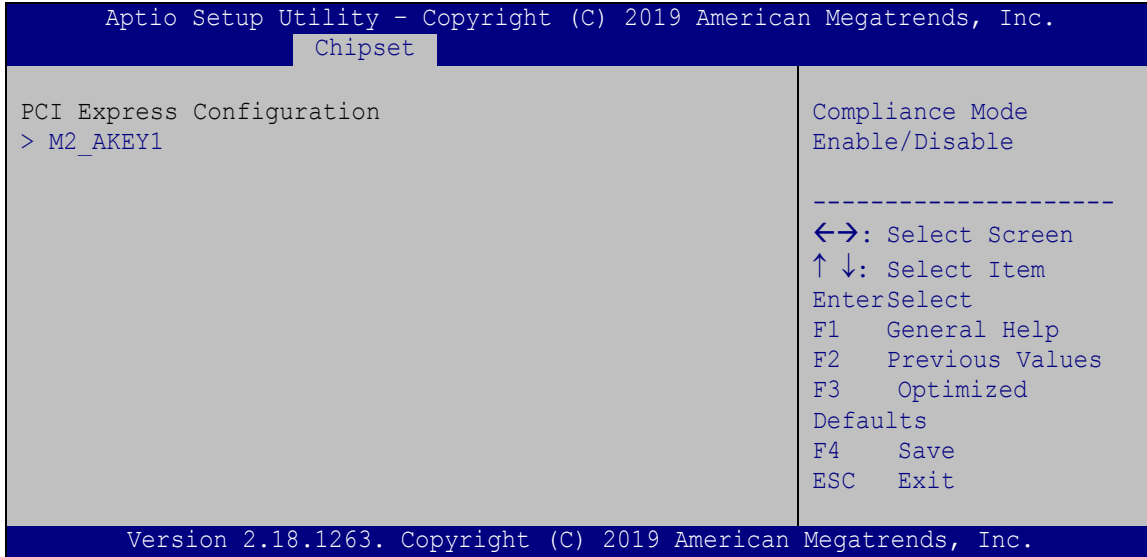 Aptio Setup Utility – Copyright (C) 2019 American Megatrends, Inc.
Chipset
PCI Express Configuration
> M2_AKEY1
Compliance Mode
Enable/Disable
---------------------
←→: Select Screen
↑ ↓: Select Item
EnterSelect
F1 General Help
F2 Previous Values
F3 Optimized
Defaults
F4 Save
ESC Exit
Version 2.18.1263. Copyright (C) 2019 American Megatrends, Inc.